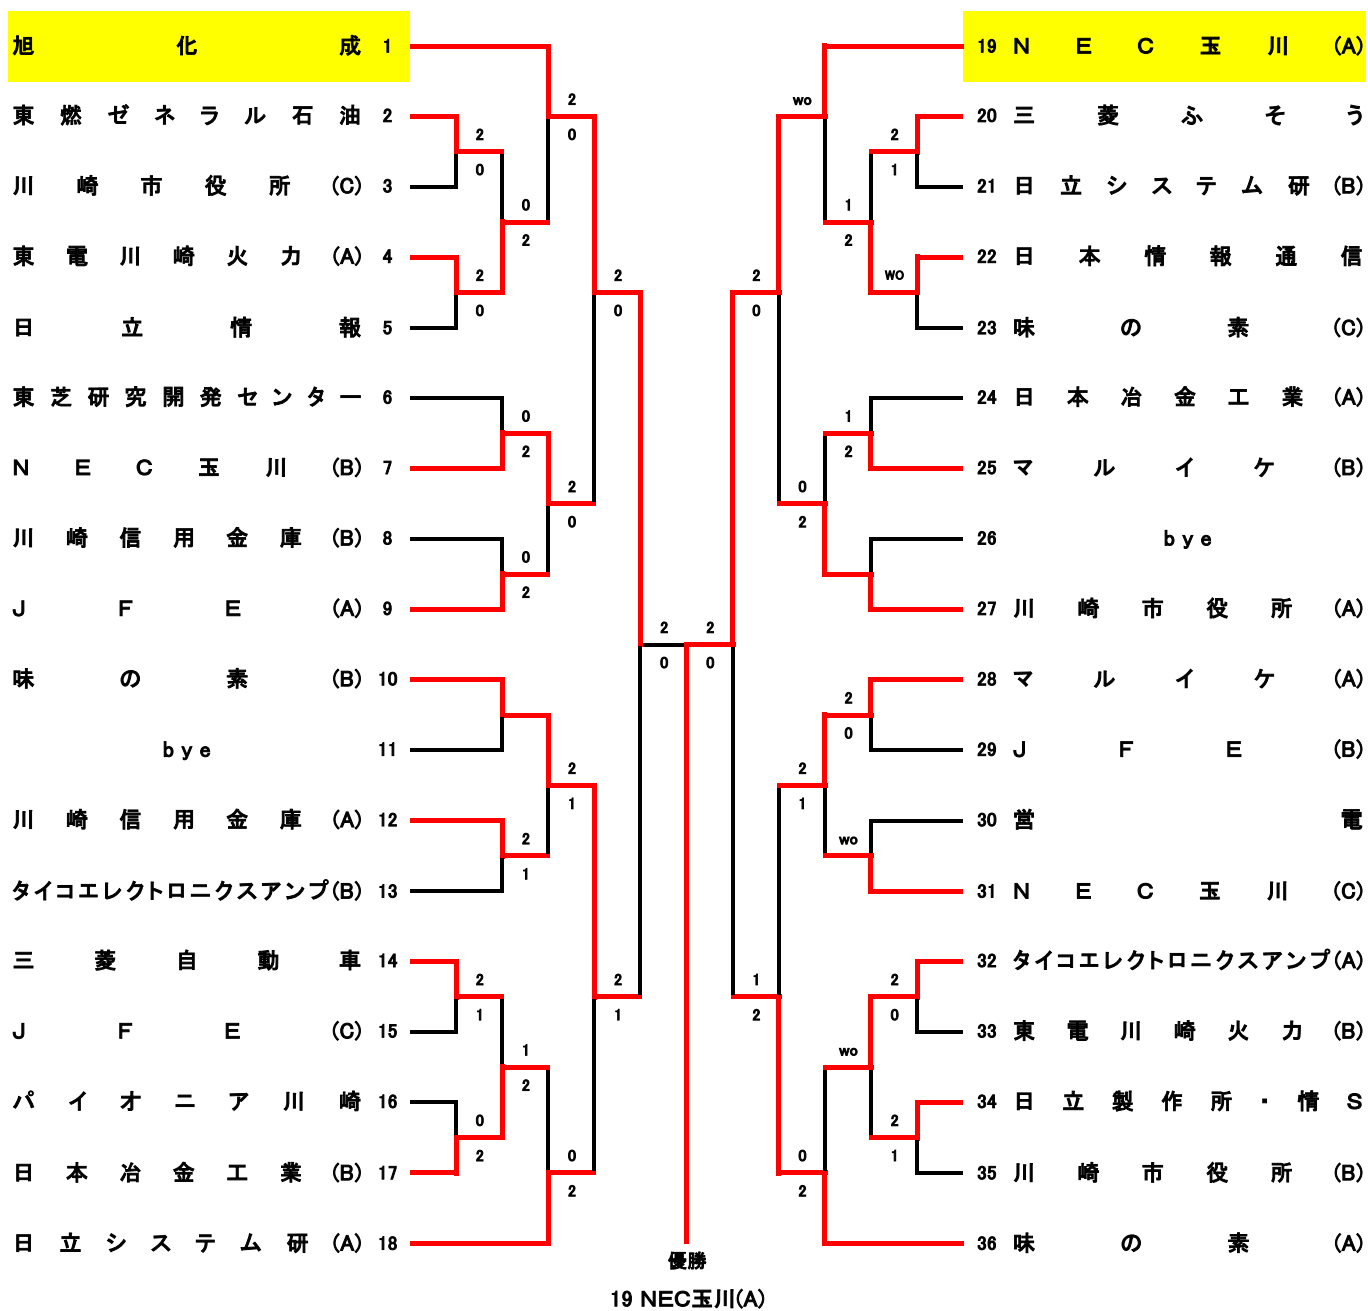 旭化成 1
2
0
東燃ゼネラル石油 2
2
0
川崎市役所(C) 3
0
2
東電川崎火力(A) 4
2
0
日立情報 5
2
0
東芝研究開発センター 6
0
2
NEC玉川(B) 7
2
0
川崎信用金庫(B) 8
0
2
JFE(A) 9
2
0
味の素(B) 10
bye 11
2
1
川崎信用金庫(A) 12
2
1
タイコエレクトロニクスアンプ(B) 13
三菱自動車 14
2
1
2
1
JFE(C) 15
1
2
パイオニア川崎 16
0
2
日本冶金工業(B) 17
0
2
日立システム研(A) 18
19 NEC玉川(A)
wo
20 三菱ふそう
2
1
21 日立システム研(B)
1
2
22 日本情報通信
wo
23 味の素(C)
2
0
24 日本冶金工業(A)
1
2
25 マルイケ(B)
0
2
26 bye
27 川崎市役所(A)
2
0
28 マルイケ(A)
2
0
29 JFE(B)
2
1
30 営電
wo
31 NEC玉川(C)
32 タイコエレクトロニクスアンプ(A)
2
0
1
2
33 東電川崎火力(B)
wo
34 日立製作所・情S
2
1
35 川崎市役所(B)
0
2
36 味の素(A)
優勝
19 NEC玉川(A)